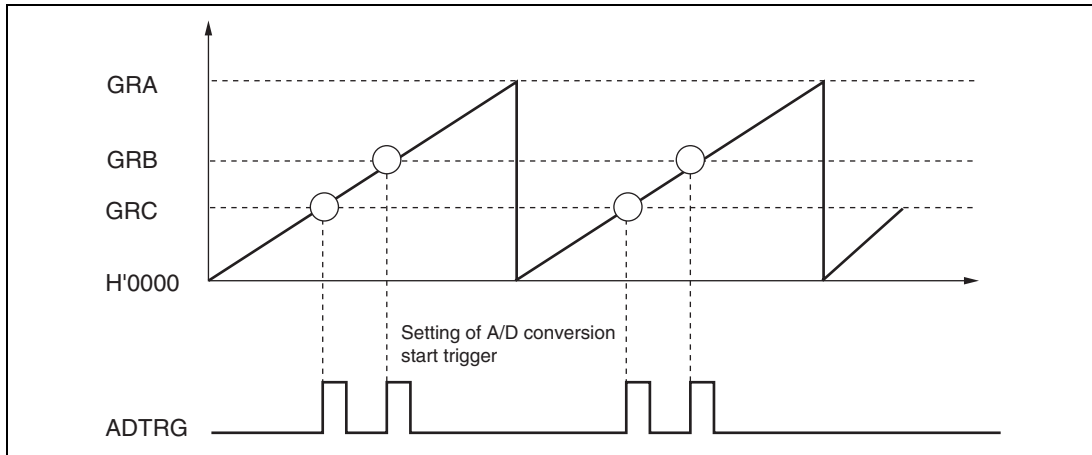 GRA
GRB
GRC
H'0000
Setting of A/D conversion
start trigger
ADTRG